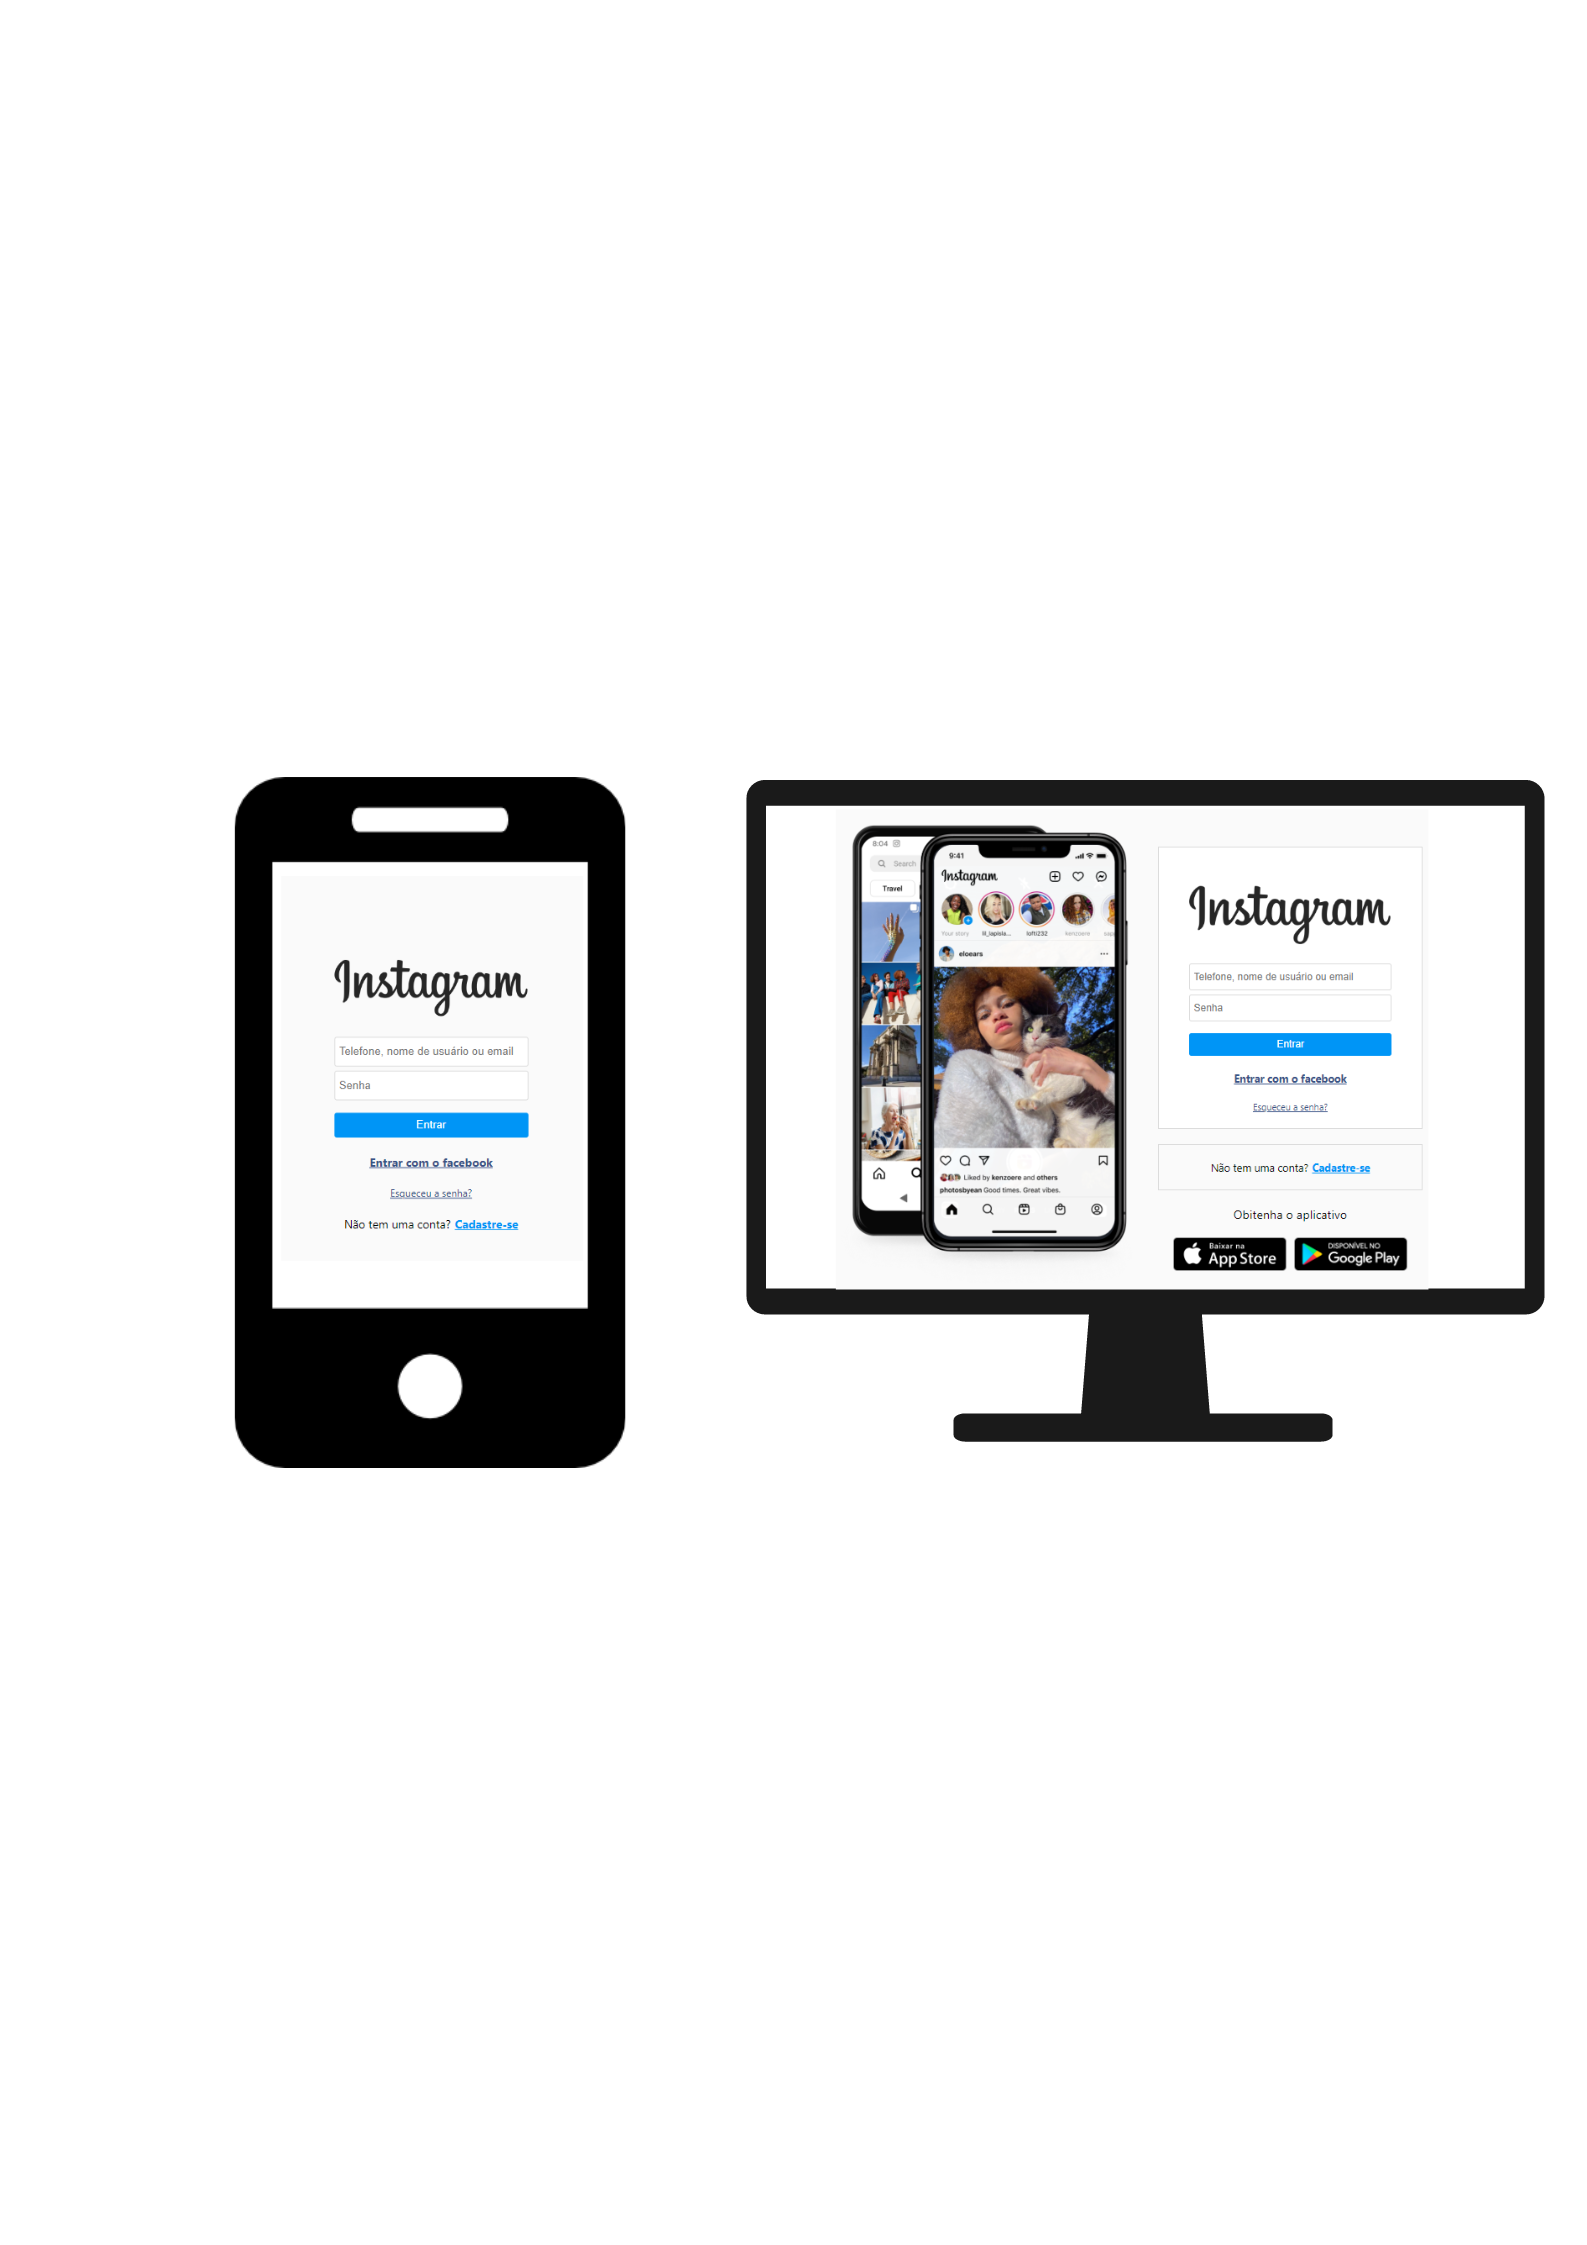 Instagram
Telefone, nome de usuário ou email
Senha
Entrar
Entrar com o facebook
Esqueceu a senha?
Não tem uma conta? Cadastre-se
8:04
Search
Travel
9:41
Instagram
Your story lil_lapisla... lofti232 kenzoere
eloears
Liked by kenzoere and others
photosbyean Good times. Great vibes.
Instagram
Telefone, nome de usuário ou email
Senha
Entrar
Entrar com o facebook
Esqueceu a senha?
Não tem uma conta? Cadastre-se
Obitenha o aplicativo
Baixar na
App Store
DISPONÍVEL NO
Google Play